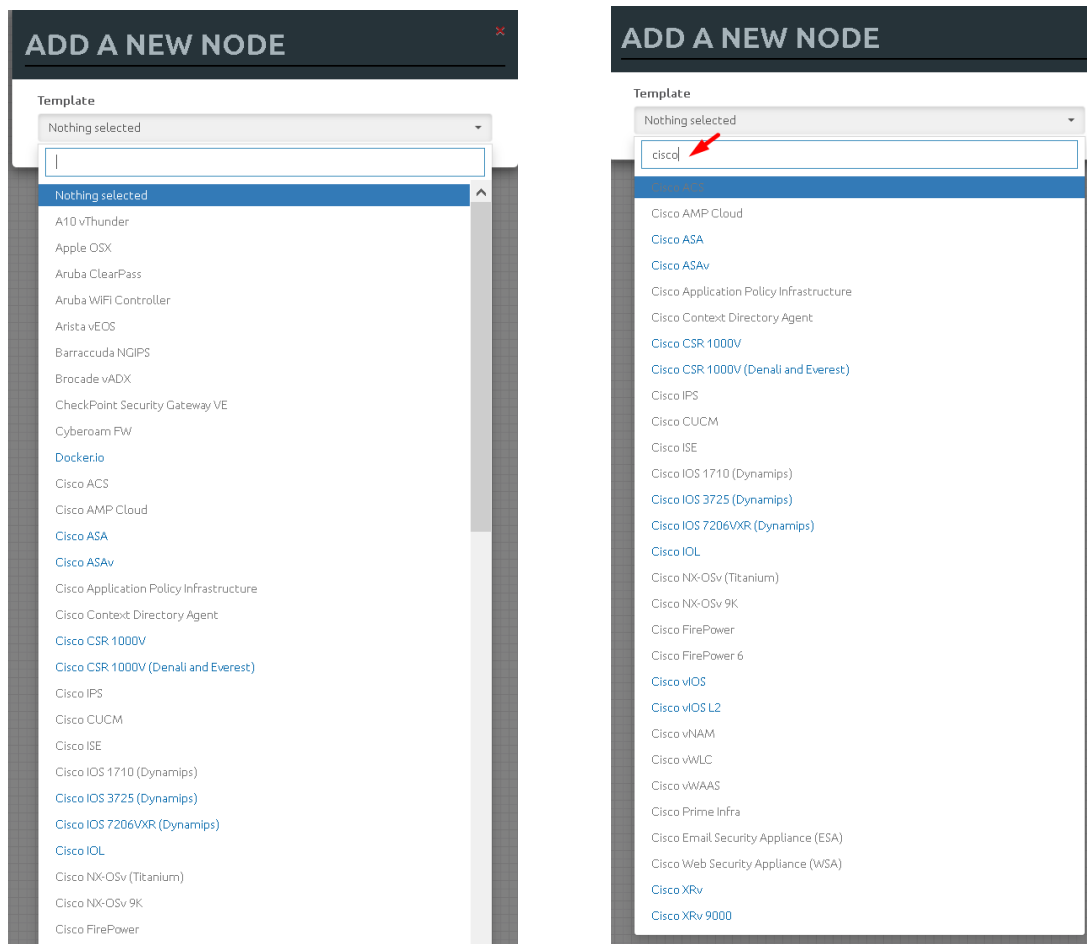 ADD A NEW NODE
Template
Nothing selected
Nothing selected
A10 vThunder
Apple OSX
Aruba ClearPass
Aruba WiFi Controller
Arista vEOS
Barraccuda NGIPS
Brocade vADX
CheckPoint Security Gateway VE
Cyberoam FW
Docker.io
Cisco ACS
Cisco AMP Cloud
Cisco ASA
Cisco ASAv
Cisco Application Policy Infrastructure
Cisco Context Directory Agent
Cisco CSR 1000V
Cisco CSR 1000V (Denali and Everest)
Cisco IPS
Cisco CUCM
Cisco ISE
Cisco IOS 1710 (Dynamips)
Cisco IOS 3725 (Dynamips)
Cisco IOS 7206VXR (Dynamips)
Cisco IOL
Cisco NX-OSv (Titanium)
Cisco NX-OSv 9K
Cisco FirePower
ADD A NEW NODE
Template
Nothing selected
cisco
Cisco ACS
Cisco AMP Cloud
Cisco ASA
Cisco ASAv
Cisco Application Policy Infrastructure
Cisco Context Directory Agent
Cisco CSR 1000V
Cisco CSR 1000V (Denali and Everest)
Cisco IPS
Cisco CUCM
Cisco ISE
Cisco IOS 1710 (Dynamips)
Cisco IOS 3725 (Dynamips)
Cisco IOS 7206VXR (Dynamips)
Cisco IOL
Cisco NX-OSv (Titanium)
Cisco NX-OSv 9K
Cisco FirePower
Cisco FirePower 6
Cisco vIOS
Cisco vIOS L2
Cisco vNAM
Cisco vWLC
Cisco vWAAS
Cisco Prime Infra
Cisco Email Security Appliance (ESA)
Cisco Web Security Appliance (WSA)
Cisco XRv
Cisco XRv 9000